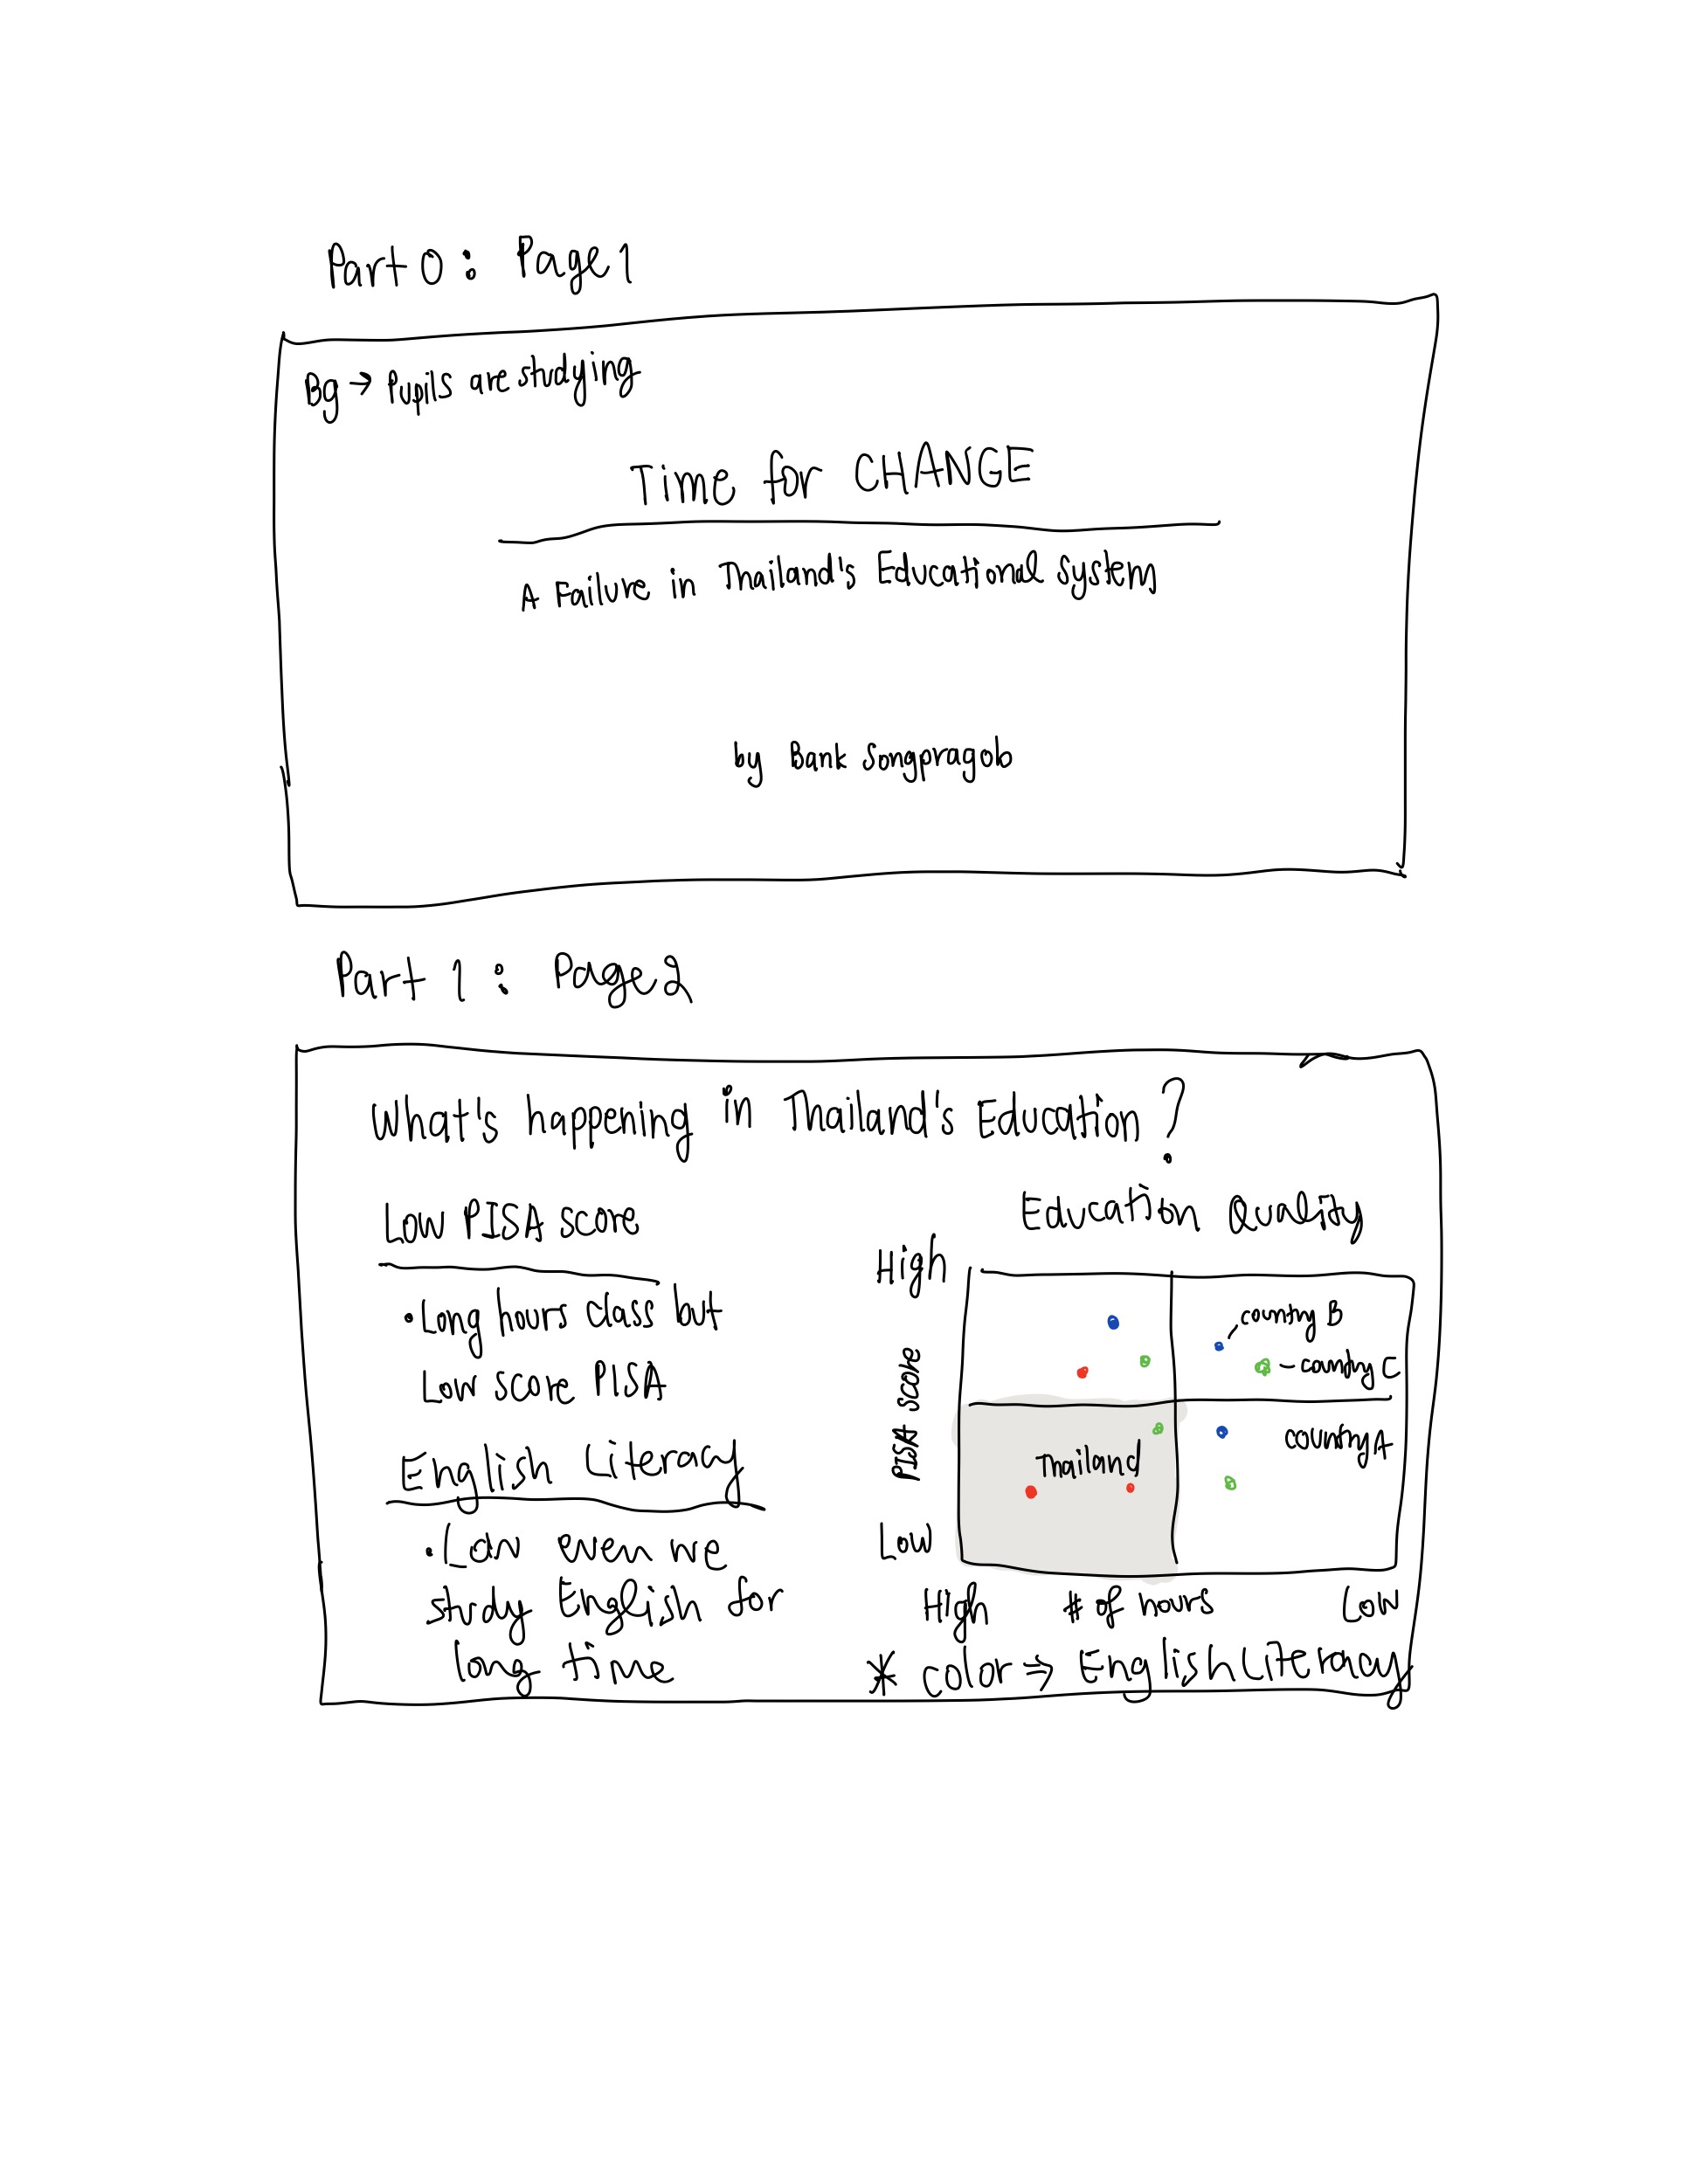 Part 0 : Page 1
Bg → Pupils are studying
Time for CHANGE
A Failure in Thailand's Educational System
by Bank Songpragob
Part 1 : Page 2
What's happening in Thailand's Education ?
Low PISA score
• Long hours class but
Low score PISA
English Literacy
• Low even we
study English for
long time
Education Quality
High
PISA score
Low
country B
country C
Thailand
country A
High # of hours Low
* color ⇒ English Literacy